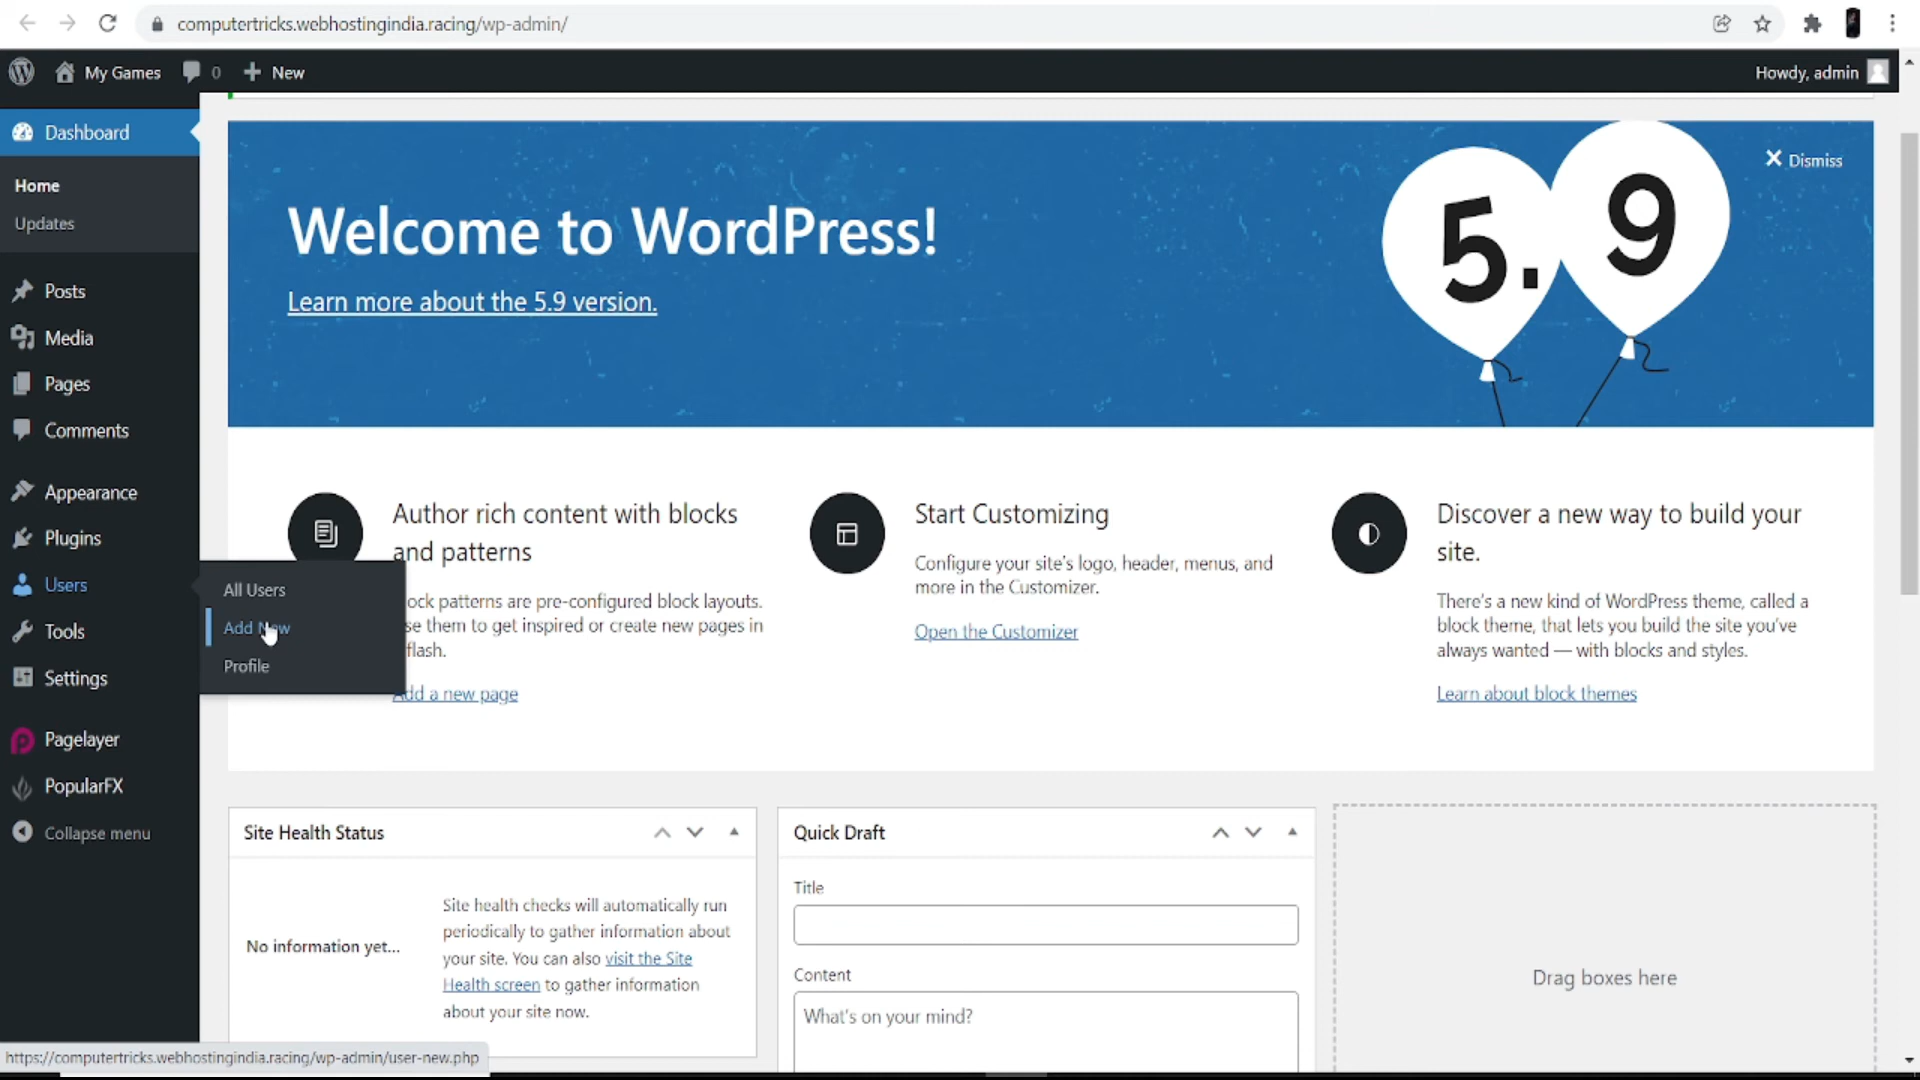 computertricks.webhostingindia.racing/wp-admin/
My Games
0
New
Howdy, admin
Dashboard
Home
Updates
Posts
Media
Pages
Comments
Appearance
Plugins
Users
Tools
Settings
Pagelayer
PopularFX
Collapse menu
All Users
Add New
Profile
Dismiss
Welcome to WordPress!
Learn more about the 5.9 version.
5.9
Author rich content with blocks
and patterns
ock patterns are pre-configured block layouts.
se them to get inspired or create new pages in
flash.
Add a new page
Start Customizing
Configure your site's logo, header, menus, and
more in the Customizer.
Open the Customizer
Discover a new way to build your
site.
There's a new kind of WordPress theme, called a
block theme, that lets you build the site you've
always wanted — with blocks and styles.
Learn about block themes
Site Health Status
No information yet...
Site health checks will automatically run
periodically to gather information about
your site. You can also visit the Site
Health screen to gather information
about your site now.
Quick Draft
Title
Content
What's on your mind?
Drag boxes here
https://computertricks.webhostingindia.racing/wp-admin/user-new.php